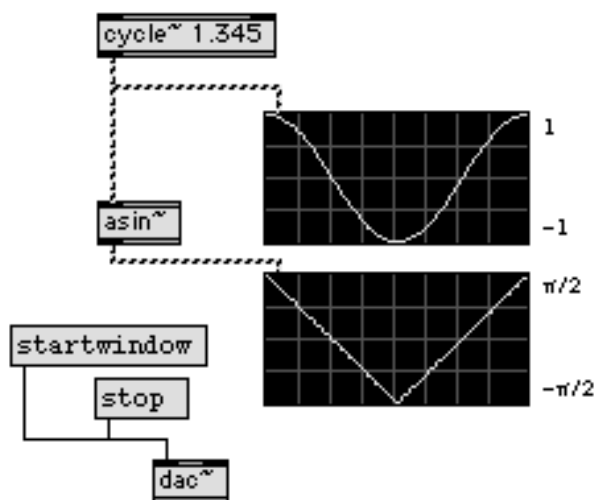 cycle~ 1.345
1
-1
asin~
π/2
-π/2
startwindow
stop
dac~